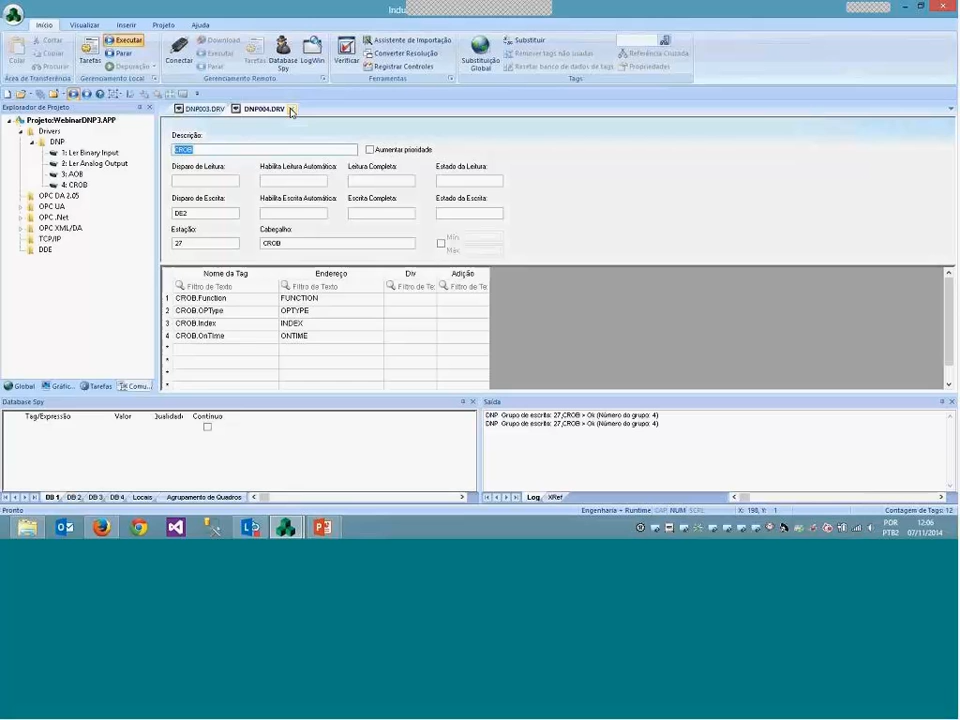 Indu
Início Visualizar Inserir Projeto Ajuda
Cortar Executar Download Assistente de Importação Substituir
Copiar Parar Executar Converter Resolução Remover tags não usadas Referência Cruzada
Colar Procurar Tarefas Depuração Conectar Parar Tarefas Database Spy LogWin Verificar Registrar Controles Substituição Global Resetar banco de dados de tags Propriedades
Área de Transferência Gerenciamento Local Gerenciamento Remoto Ferramentas Tags
Explorador de Projeto
DNP003.DRV DNP004.DRV
Projeto:WebinarDNP3.APP
Drivers
DNP
1: Ler Binary Input
2: Ler Analog Output
3: AOB
4: CROB
OPC DA 2.05
OPC UA
OPC .Net
OPC XML/DA
TCP/IP
DDE
Descrição:
CROB Aumentar prioridade
Disparo de Leitura: Habilita Leitura Automática: Leitura Completa: Estado da Leitura:
Disparo de Escrita: Habilita Escrita Automática: Escrita Completa: Estado da Escrita:
DE2
Estação: Cabeçalho:
27 CROB
Min:
Máx:
Nome da Tag Endereço Div Adição
Filtro de Texto Filtro de Texto Filtro de Te: Filtro de Te:
1 CROB.Function FUNCTION
2 CROB.OPType OPTYPE
3 CROB.Index INDEX
4 CROB.OnTime ONTIME
*
*
*
*
Global Gráfic... Tarefas Comu...
Database Spy
Tag/Expressão Valor Qualidade Contínuo
DB 1 DB 2 DB 3 DB 4 Locais Agrupamento de Quadros
Saída
DNP Grupo de escrita: 27,CROB > Ok (Número do grupo: 4)
DNP Grupo de escrita: 27,CROB > Ok (Número do grupo: 4)
Log XRef
Pronto Engenharia + Runtime CAP NUM SCRL X: 198, Y: 1 Contagem de Tags: 12
POR 12:06
PTB2 07/11/2014